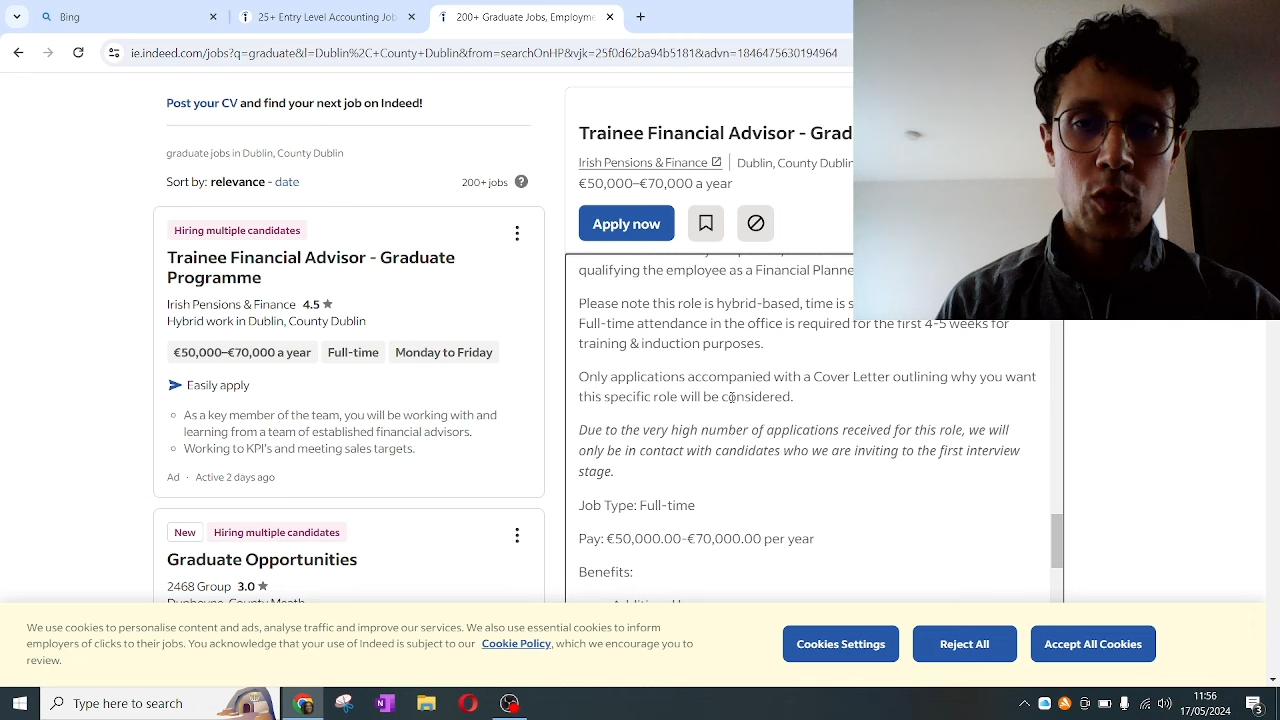 Bing
25+ Entry Level Accounting Job
200+ Graduate Jobs, Employme
ie.indeed.com/jobs?q=graduate&l=Dublin%2C+County+Dublin&from=searchOnHP&vjk=25f0d62ba94b5181&advn=1846475630194964
Post your CV and find your next job on Indeed!
graduate jobs in Dublin, County Dublin
Sort by: relevance - date
200+ jobs
Hiring multiple candidates
Trainee Financial Advisor - Graduate
Programme
Irish Pensions & Finance 4.5
Hybrid work in Dublin, County Dublin
€50,000–€70,000 a year
Full-time
Monday to Friday
Easily apply
As a key member of the team, you will be working with and
learning from a team of established financial advisors.
Working to KPI's and meeting sales targets.
Ad · Active 2 days ago
New
Hiring multiple candidates
Graduate Opportunities
2468 Group 3.0
Dunboyne, County Meath
Trainee Financial Advisor - Grad
Irish Pensions & Finance
Dublin, County Dublin
€50,000–€70,000 a year
Apply now
qualifying the employee as a Financial Planne
Please note this role is hybrid-based, time is s
Full-time attendance in the office is required for the first 4-5 weeks for
training & induction purposes.
Only applications accompanied with a Cover Letter outlining why you want
this specific role will be considered.
Due to the very high number of applications received for this role, we will
only be in contact with candidates who we are inviting to the first interview
stage.
Job Type: Full-time
Pay: €50,000.00-€70,000.00 per year
Benefits:
We use cookies to personalise content and ads, analyse traffic and improve our services. We also use essential cookies to inform
employers of clicks to their jobs. You acknowledge that your use of Indeed is subject to our Cookie Policy, which we encourage you to
review.
Cookies Settings
Reject All
Accept All Cookies
Type here to search
11:56
17/05/2024
3